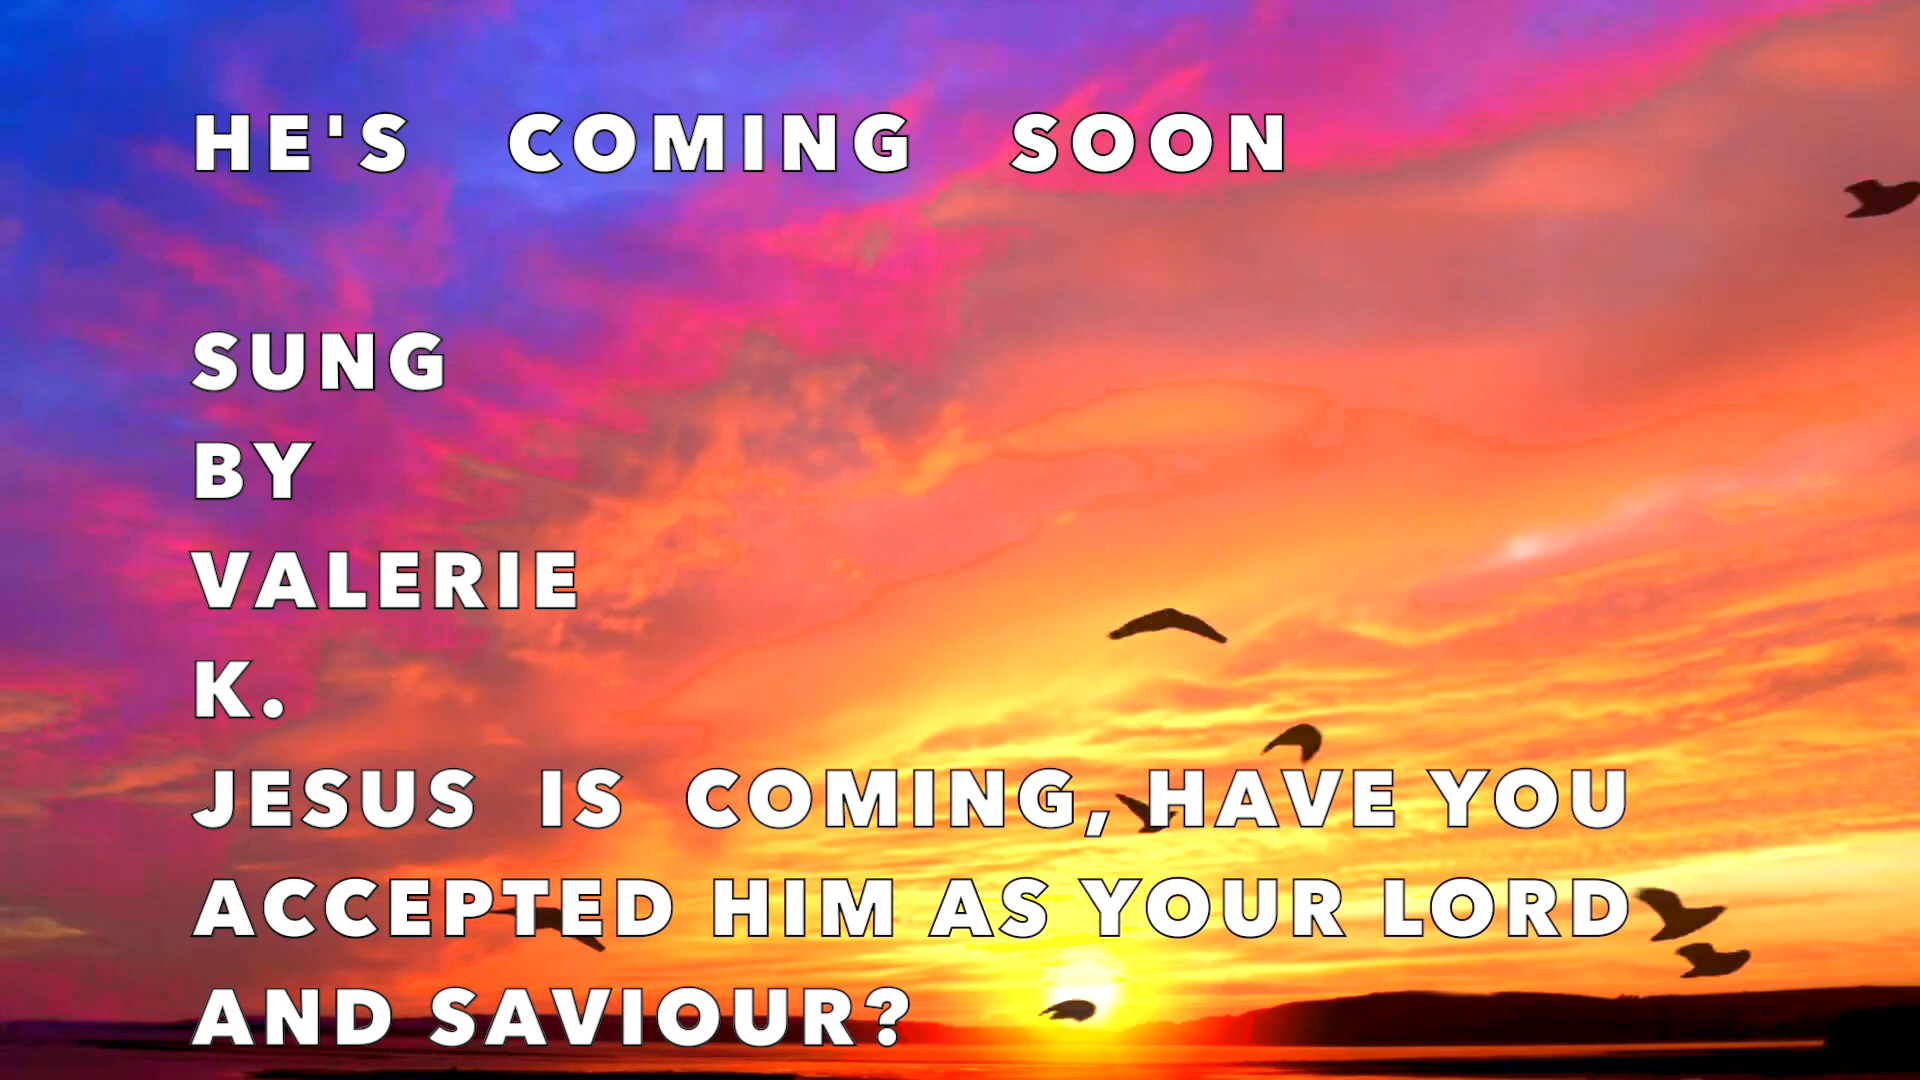 HE'S COMING SOON
SUNG
BY
VALERIE
K.
JESUS IS COMING, HAVE YOU
ACCEPTED HIM AS YOUR LORD
AND SAVIOUR?